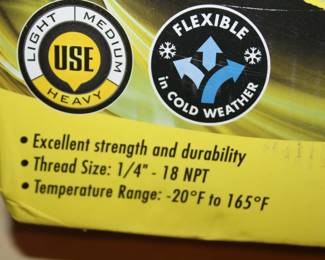 LIGHT MEDIUM
USE
HEAVY
FLEXIBLE
in COLD WEATHER
• Excellent strength and durability
• Thread Size: 1/4" - 18 NPT
• Temperature Range: -20°F to 165°F